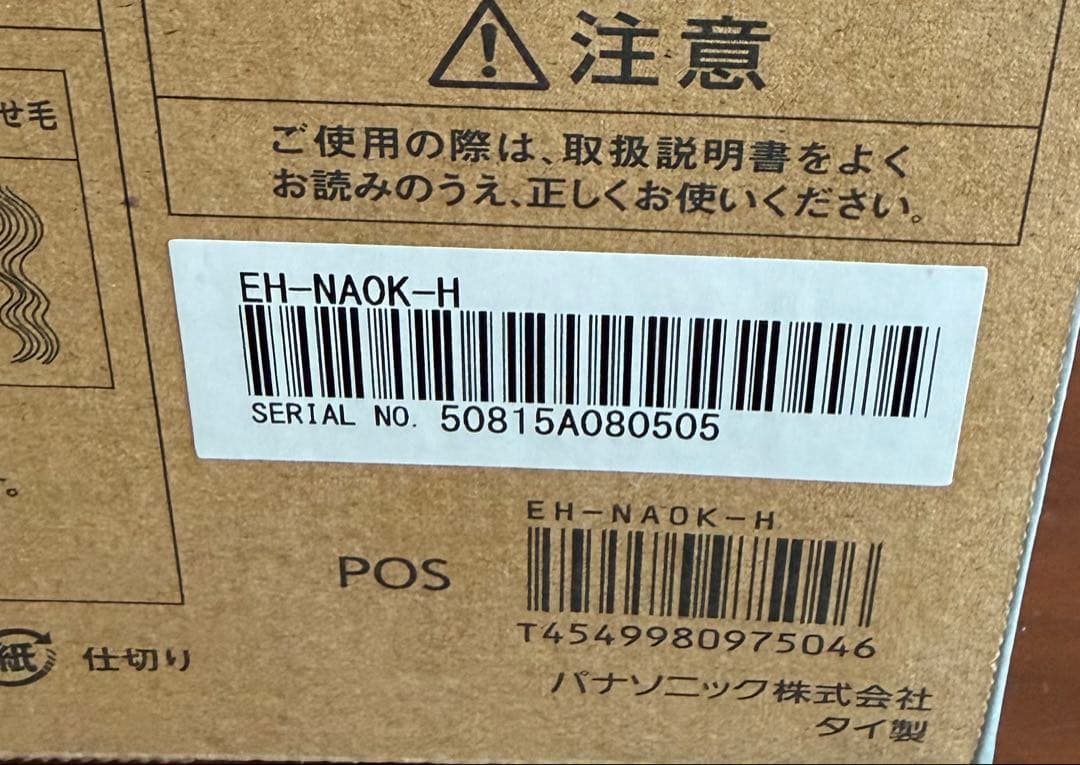 注意
せ毛
ご使用の際は、取扱説明書をよく
お読みのうえ、正しくお使いください。
EH-NA0K-H
SERIAL NO. 50815A080505
す。
EH-NA0K-H
POS
T4549980975046
紙 仕切り
パナソニック株式会社
タイ製